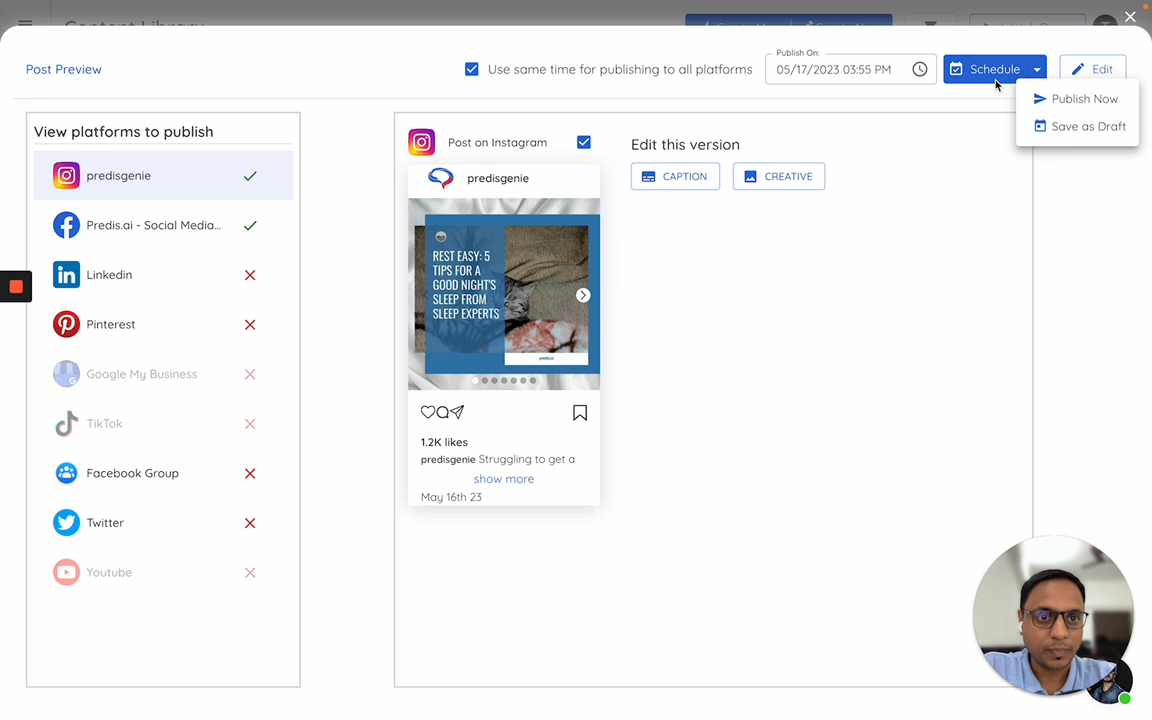 Content Library
Post Preview
Use same time for publishing to all platforms
Publish On:
05/17/2023 03:55 PM
Schedule
Edit
Publish Now
Save as Draft
View platforms to publish
predisgenie
Predis.ai - Social Media...
Linkedin
Pinterest
Google My Business
TikTok
Facebook Group
Twitter
Youtube
Post on Instagram
predisgenie
REST EASY: 5
TIPS FOR A
GOOD NIGHT'S
SLEEP FROM
SLEEP EXPERTS
predis.ai
1.2K likes
predisgenie Struggling to get a
show more
May 16th 23
Edit this version
CAPTION
CREATIVE